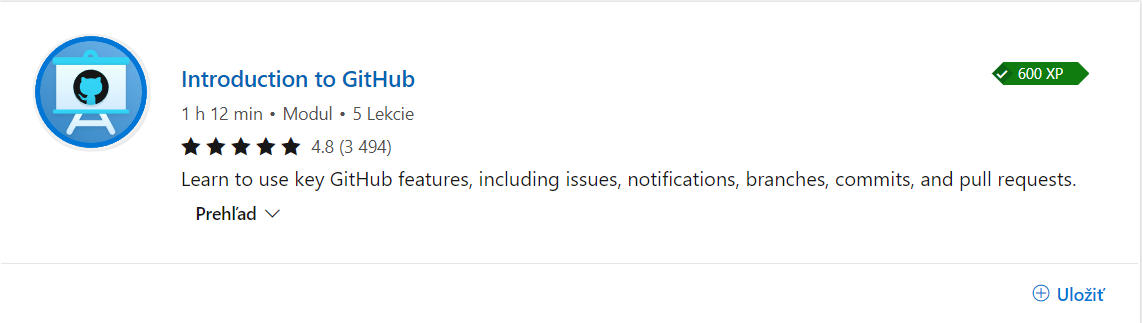 Introduction to GitHub
600 XP
1 h 12 min • Modul • 5 Lekcie
4.8 (3 494)
Learn to use key GitHub features, including issues, notifications, branches, commits, and pull requests.
Prehľad
Uložiť